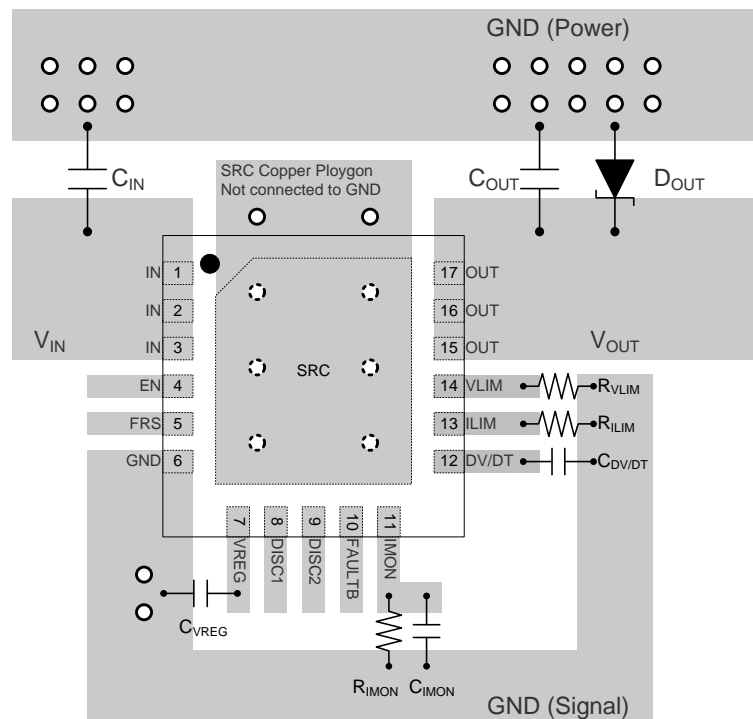 GND (Power)
C_IN
SRC Copper Ploygon
Not connected to GND
C_OUT
D_OUT
IN 1
17 OUT
IN 2
16 OUT
IN 3
15 OUT
V_IN
V_OUT
EN 4
SRC
14 VLIM
R_VLIM
FRS 5
13 ILIM
R_ILIM
GND 6
12 DV/DT
C_DV/DT
7 VREG
8 DISC1
9 DISC2
10 FAULTB
11 IMON
C_VREG
R_IMON
C_IMON
GND (Signal)